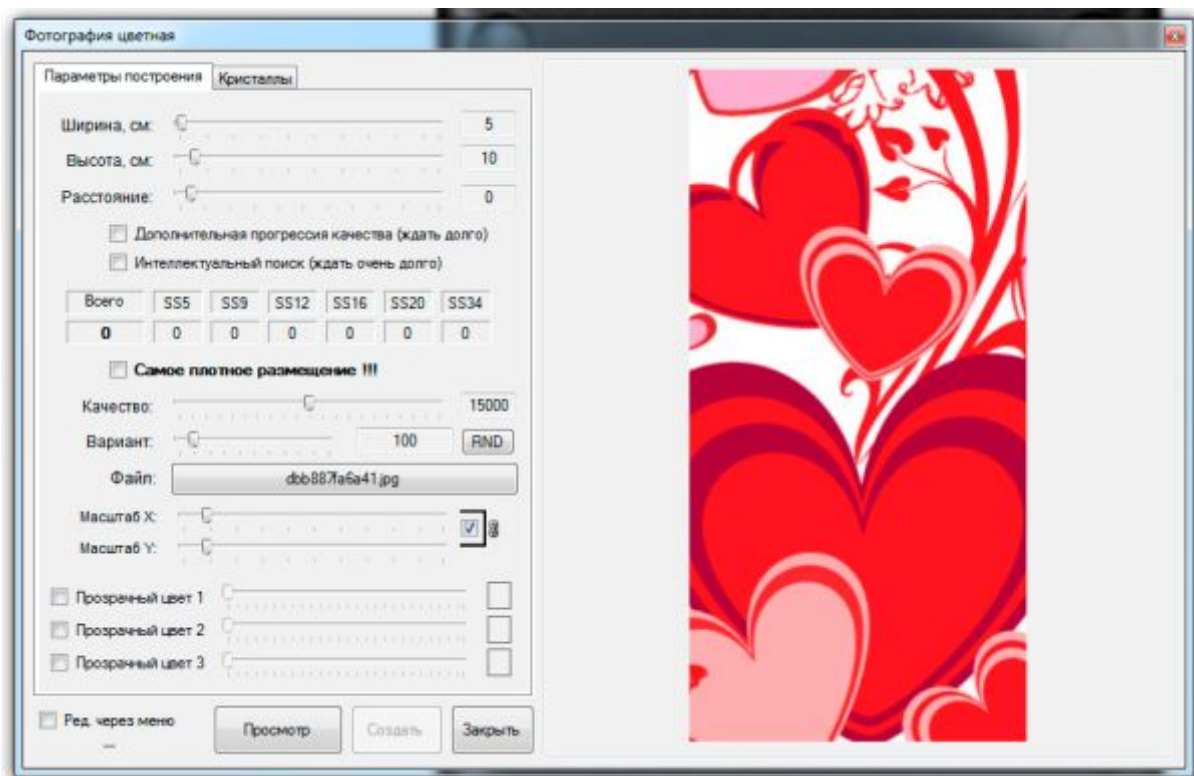 Фотография цветная
Параметры построения Кристаллы
Ширина, см: 5
Высота, см: 10
Расстояние: 0
Дополнительная прогрессия качества (ждать долго)
Интеллектуальный поиск (ждать очень долго)
Всего SS5 SS9 SS12 SS16 SS20 SS34
0 0 0 0 0 0 0
Самое плотное размещение !!!
Качество: 15000
Вариант: 100 RND
Файл: dbb887fa6a41.jpg
Масштаб X:
Масштаб Y:
Прозрачный цвет 1
Прозрачный цвет 2
Прозрачный цвет 3
Ред. через меню
---
Просмотр Создать Закрыть